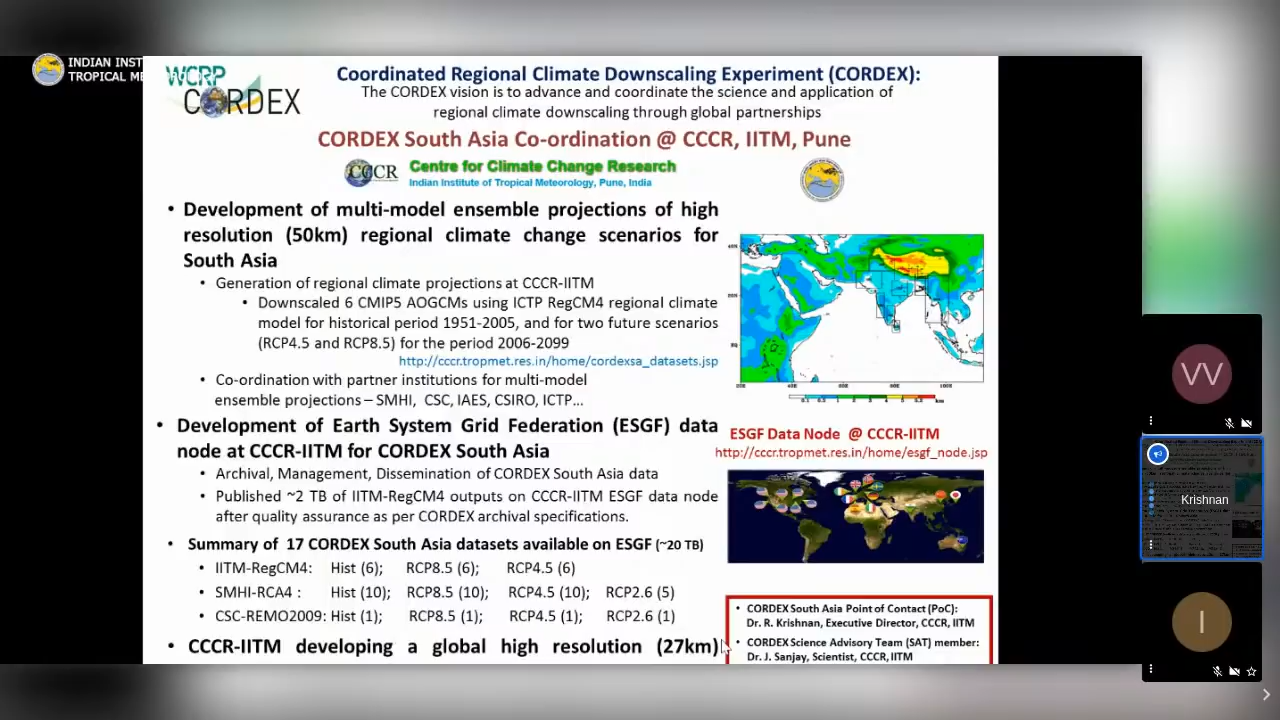 INDIAN INST
TROPICAL ME
WCRP
CORDEX
Coordinated Regional Climate Downscaling Experiment (CORDEX):
The CORDEX vision is to advance and coordinate the science and application of
regional climate downscaling through global partnerships
CORDEX South Asia Co-ordination @ CCCR, IITM, Pune
CCCR
Centre for Climate Change Research
Indian Institute of Tropical Meteorology, Pune, India
• Development of multi-model ensemble projections of high
resolution (50km) regional climate change scenarios for
South Asia
• Generation of regional climate projections at CCCR-IITM
• Downscaled 6 CMIP5 AOGCMs using ICTP RegCM4 regional climate
model for historical period 1951-2005, and for two future scenarios
(RCP4.5 and RCP8.5) for the period 2006-2099
http://cccr.tropmet.res.in/home/cordexsa_datasets.jsp
• Co-ordination with partner institutions for multi-model
ensemble projections – SMHI, CSC, IAES, CSIRO, ICTP...
• Development of Earth System Grid Federation (ESGF) data
node at CCCR-IITM for CORDEX South Asia
• Archival, Management, Dissemination of CORDEX South Asia data
• Published ~2 TB of IITM-RegCM4 outputs on CCCR-IITM ESGF data node
after quality assurance as per CORDEX archival specifications.
• Summary of 17 CORDEX South Asia datasets available on ESGF (~20 TB)
• IITM-RegCM4: Hist (6); RCP8.5 (6); RCP4.5 (6)
• SMHI-RCA4 : Hist (10); RCP8.5 (10); RCP4.5 (10); RCP2.6 (5)
• CSC-REMO2009: Hist (1); RCP8.5 (1); RCP4.5 (1); RCP2.6 (1)
• CCCR-IITM developing a global high resolution (27km)
ESGF Data Node @ CCCR-IITM
http://cccr.tropmet.res.in/home/esgf_node.jsp
• CORDEX South Asia Point of Contact (PoC):
Dr. R. Krishnan, Executive Director, CCCR, IITM
• CORDEX Science Advisory Team (SAT) member:
Dr. J. Sanjay, Scientist, CCCR, IITM
VV
Krishnan
I